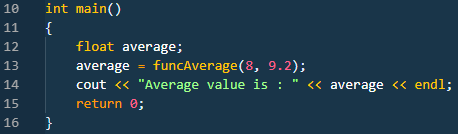 10 int main()
11 {
12 float average;
13 average = funcAverage(8, 9.2);
14 cout << "Average value is : " << average << endl;
15 return 0;
16 }